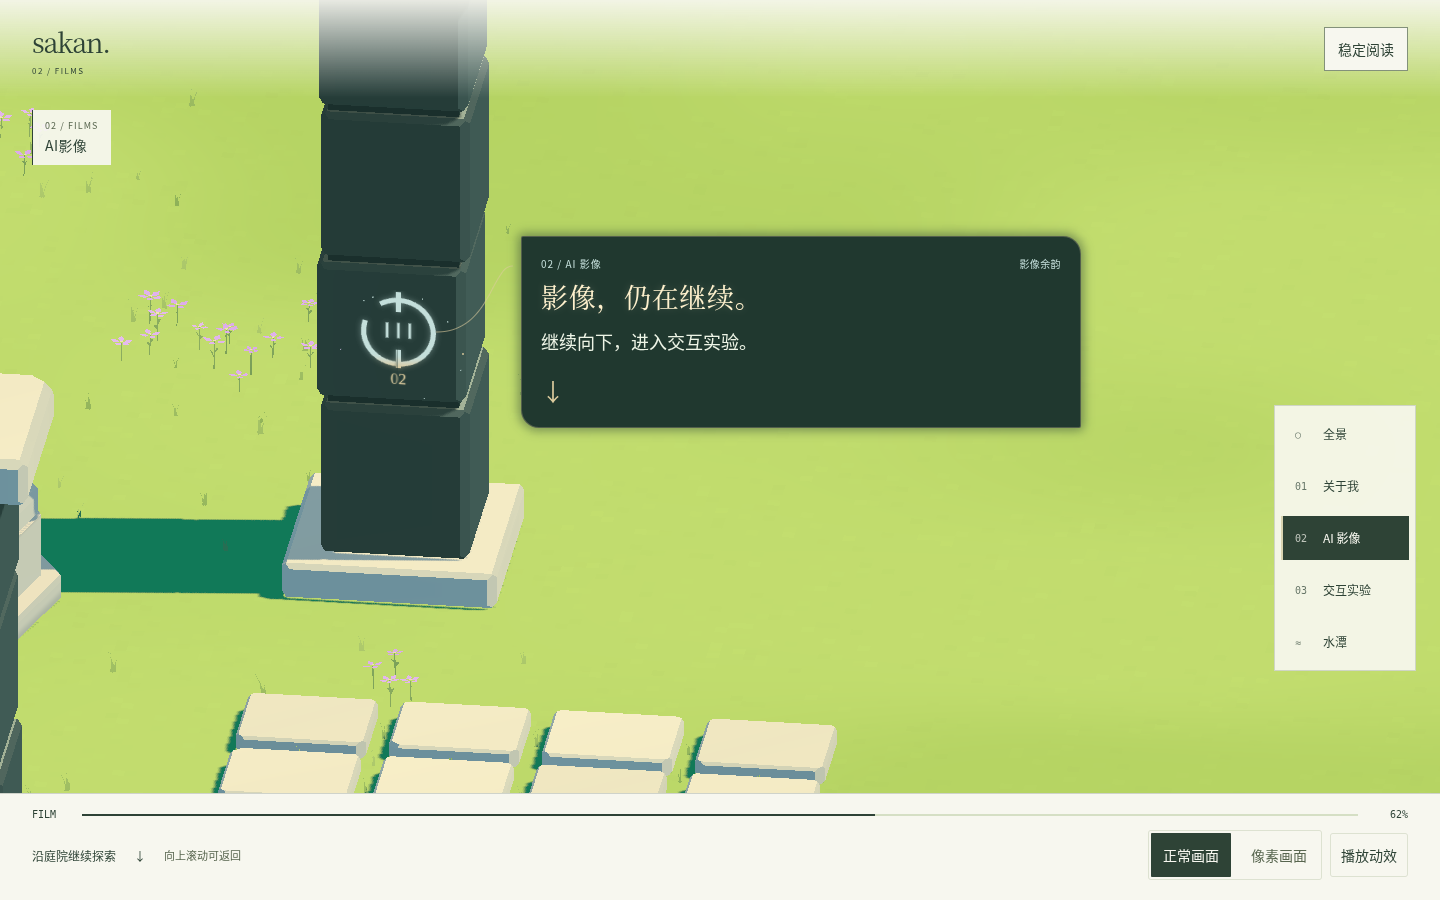 sakan.
02 / FILMS
稳定阅读
02 / FILMS
AI影像
02 / AI 影像
影像余韵
影像，仍在继续。
继续向下，进入交互实验。
↓
02
○ 全景
01 关于我
02 AI 影像
03 交互实验
≈ 水潭
FILM
62%
沿庭院继续探索 ↓ 向上滚动可返回
正常画面
像素画面
播放动效